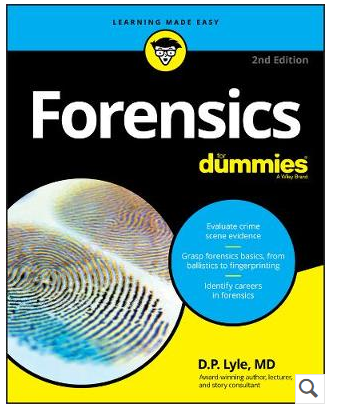 LEARNING MADE EASY
2nd Edition
Forensics
for
dummies
A Wiley Brand
Evaluate crime
scene evidence
Grasp forensics basics, from
ballistics to fingerprinting
Identify careers
in forensics
D.P. Lyle, MD
Award-winning author, lecturer,
and story consultant